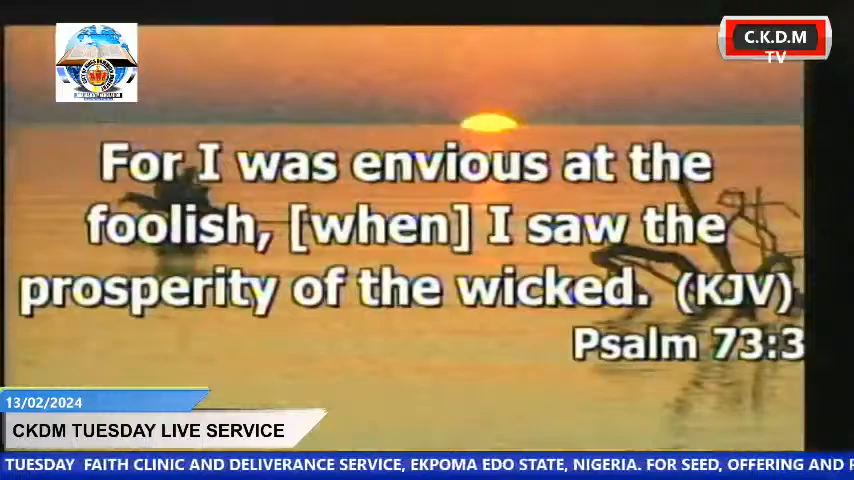 C.K.D.M
TV
For I was envious at the
foolish, [when] I saw the
prosperity of the wicked. (KJV)
Psalm 73:3
13/02/2024
CKDM TUESDAY LIVE SERVICE
TUESDAY FAITH CLINIC AND DELIVERANCE SERVICE, EKPOMA EDO STATE, NIGERIA. FOR SEED, OFFERING AND